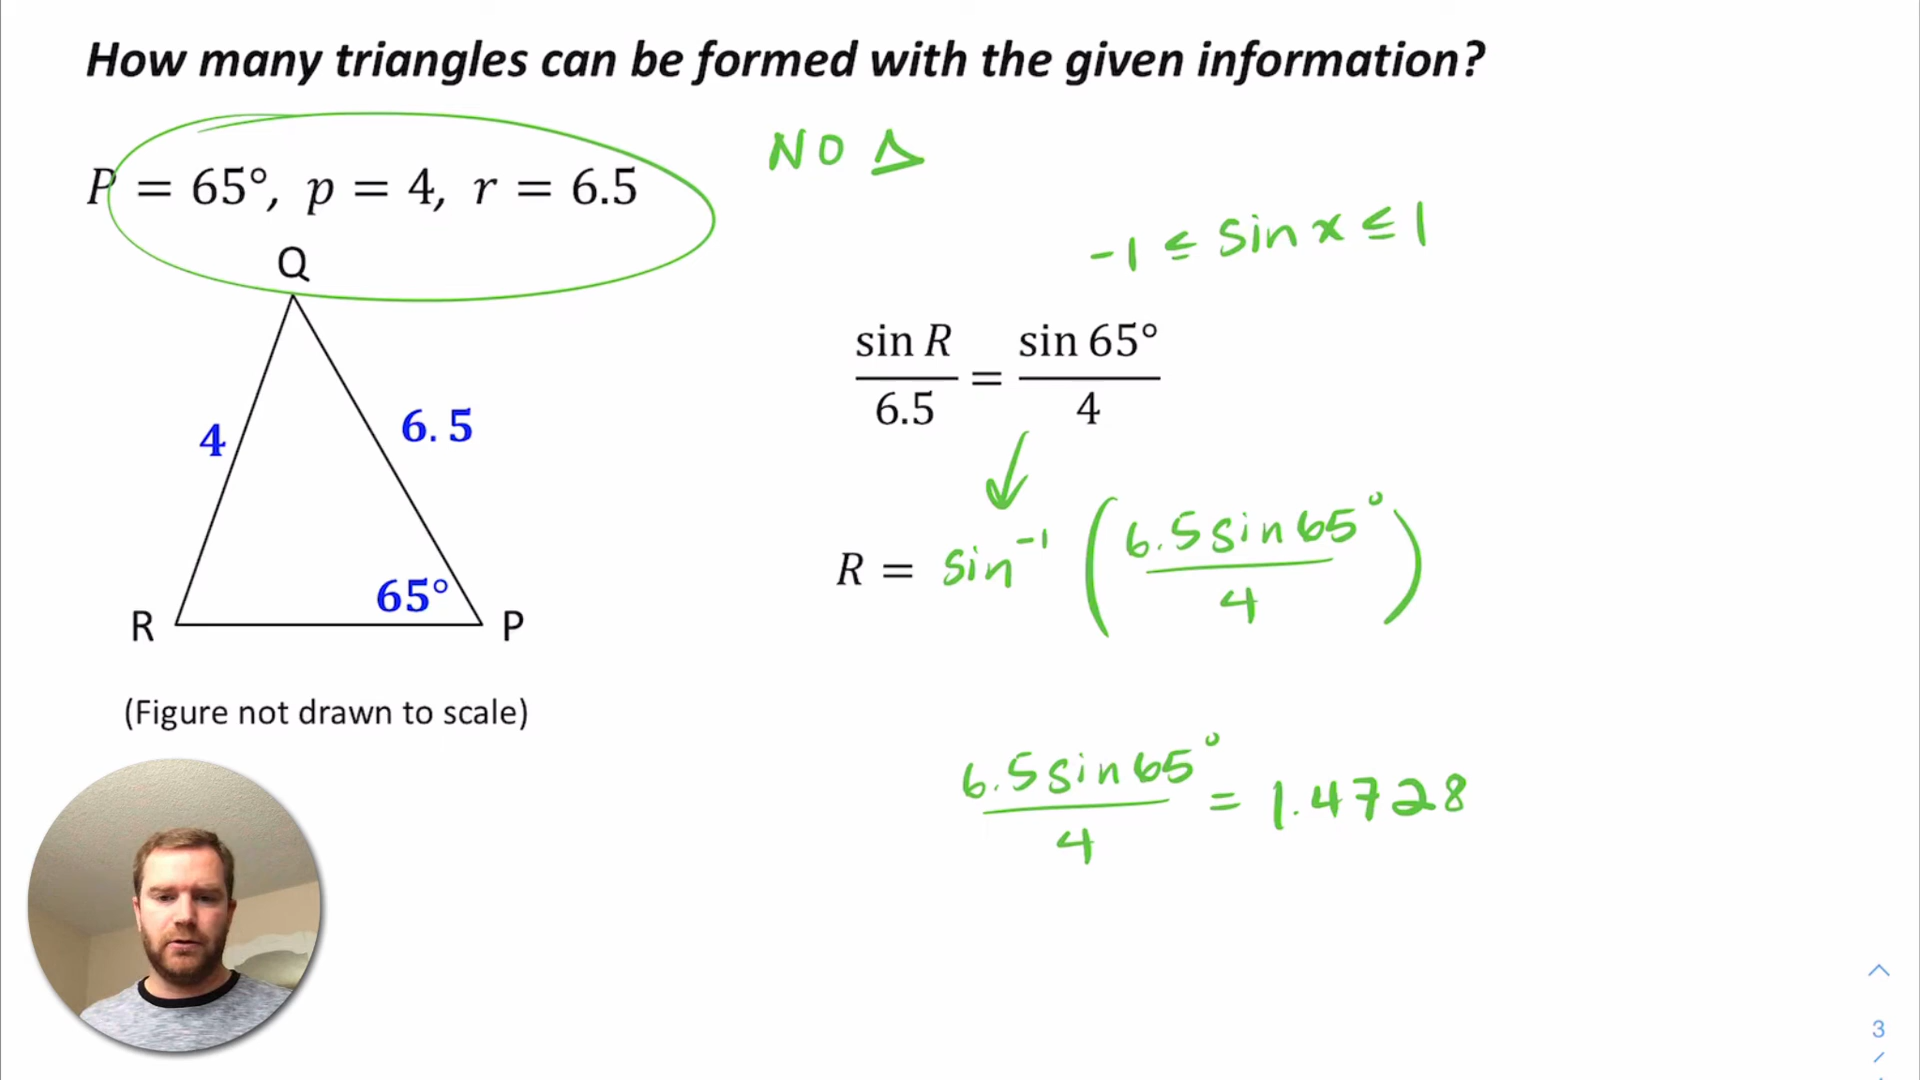 How many triangles can be formed with the given information?
P = 65°, p = 4, r = 6.5
NO Δ
-1 ≤ sin x ≤ 1
Q
sin R / 6.5 = sin 65° / 4
4
6.5
R = sin⁻¹ (6.5 sin 65° / 4)
65°
R
P
(Figure not drawn to scale)
6.5 sin 65° / 4 = 1.4728
3